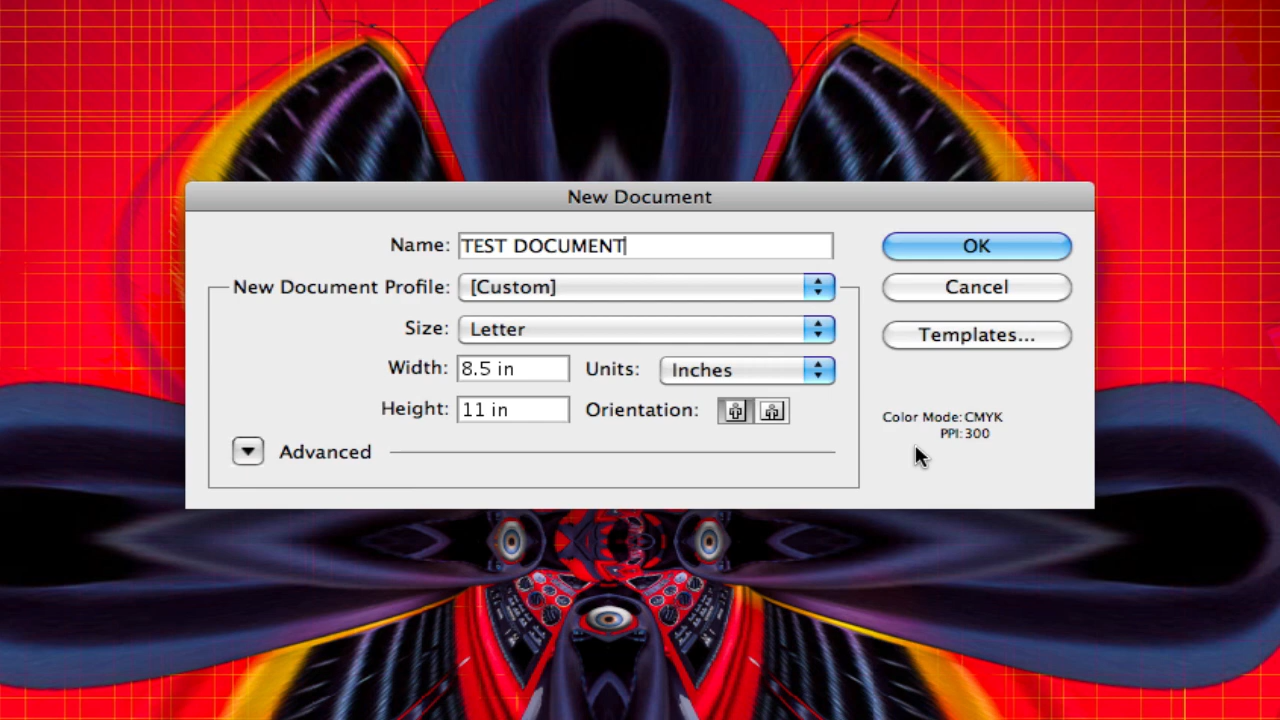 New Document
Name: TEST DOCUMENT
OK
New Document Profile: [Custom]
Cancel
Size: Letter
Templates...
Width: 8.5 in Units: Inches
Height: 11 in Orientation:
Color Mode: CMYK
PPI: 300
Advanced